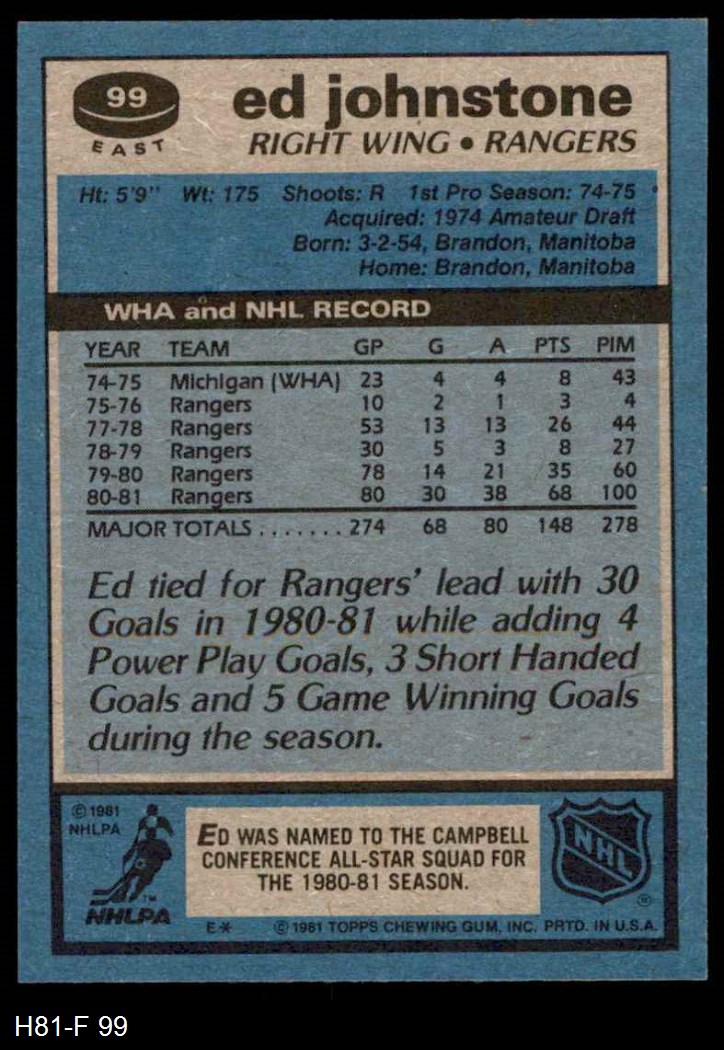 99
EAST
ed johnstone
RIGHT WING • RANGERS
Ht: 5'9" Wt: 175 Shoots: R 1st Pro Season: 74-75
Acquired: 1974 Amateur Draft
Born: 3-2-54, Brandon, Manitoba
Home: Brandon, Manitoba
WHA and NHL RECORD
YEAR TEAM GP G A PTS PIM
74-75 Michigan (WHA) 23 4 4 8 43
75-76 Rangers 10 2 1 3 4
77-78 Rangers 53 13 13 26 44
78-79 Rangers 30 5 3 8 27
79-80 Rangers 78 14 21 35 60
80-81 Rangers 80 30 38 68 100
MAJOR TOTALS ....... 274 68 80 148 278
Ed tied for Rangers' lead with 30
Goals in 1980-81 while adding 4
Power Play Goals, 3 Short Handed
Goals and 5 Game Winning Goals
during the season.
© 1981
NHLPA
TM
NHLPA
ED WAS NAMED TO THE CAMPBELL
CONFERENCE ALL-STAR SQUAD FOR
THE 1980-81 SEASON.
NHL
®
E* © 1981 TOPPS CHEWING GUM, INC. PRTD. IN U.S.A.
H81-F 99